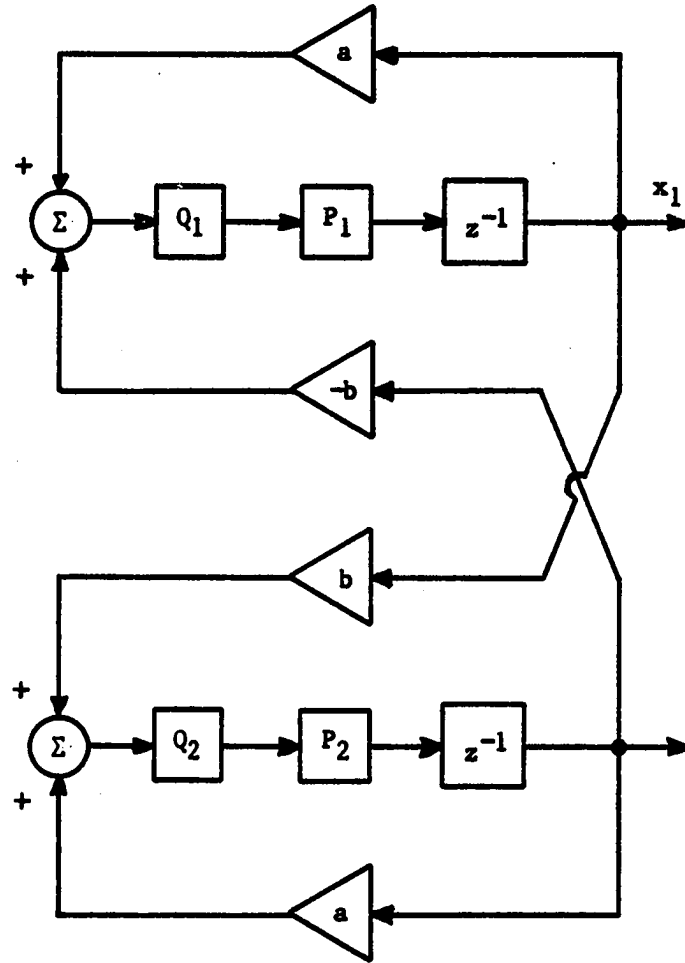 a
+
x₁
Σ Q₁ P₁ z⁻¹
+
-b
b
+
Σ Q₂ P₂ z⁻¹
+
a